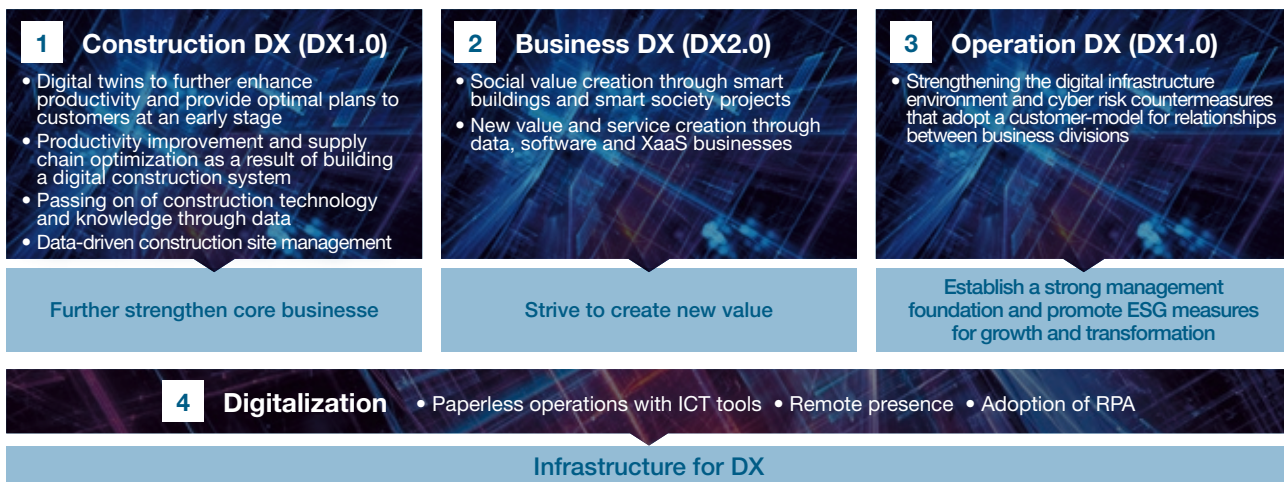 1 Construction DX (DX1.0)
• Digital twins to further enhance
productivity and provide optimal plans to
customers at an early stage
• Productivity improvement and supply
chain optimization as a result of building
a digital construction system
• Passing on of construction technology
and knowledge through data
• Data-driven construction site management
Further strengthen core businesse
2 Business DX (DX2.0)
• Social value creation through smart
buildings and smart society projects
• New value and service creation through
data, software and XaaS businesses
Strive to create new value
3 Operation DX (DX1.0)
• Strengthening the digital infrastructure
environment and cyber risk countermeasures
that adopt a customer-model for relationships
between business divisions
Establish a strong management
foundation and promote ESG measures
for growth and transformation
4 Digitalization • Paperless operations with ICT tools • Remote presence • Adoption of RPA
Infrastructure for DX